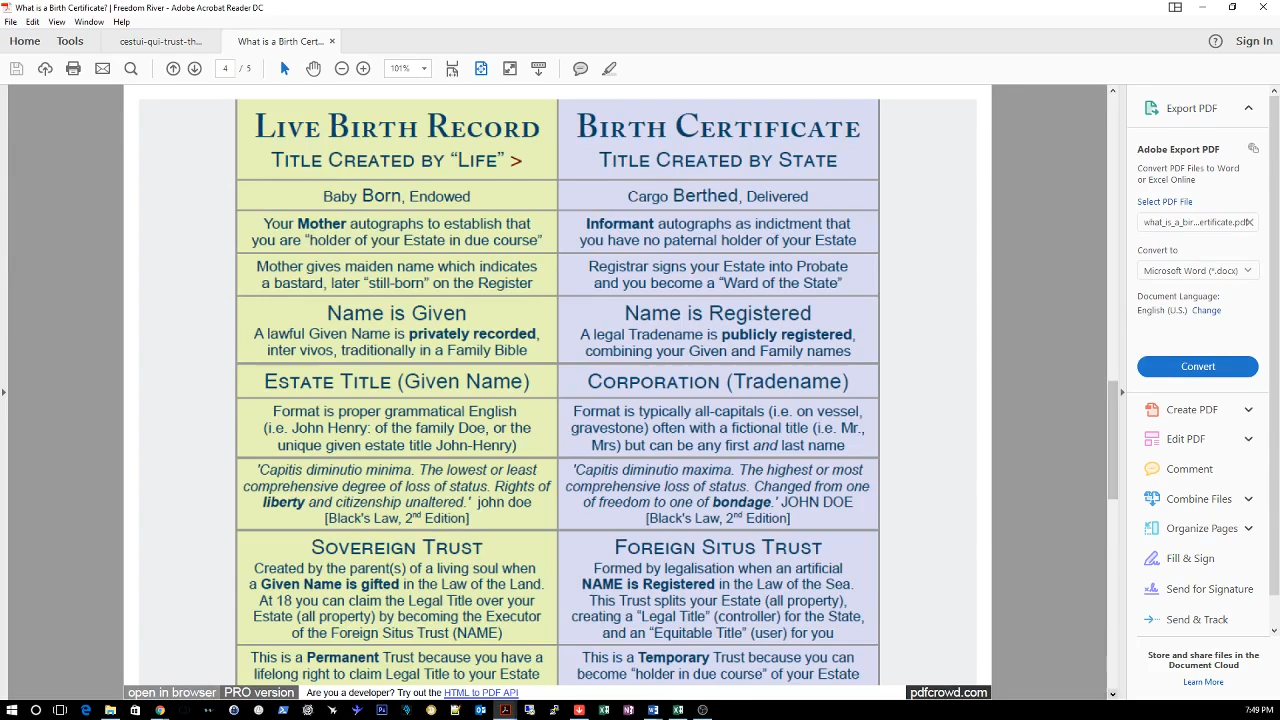 What is a Birth Certificate? | Freedom River - Adobe Acrobat Reader DC
File Edit View Window Help
Home Tools cestui-qui-trust-th... What is a Birth Cert... × Sign In
4 / 5 101%
LIVE BIRTH RECORD
TITLE CREATED BY “LIFE” >
BIRTH CERTIFICATE
TITLE CREATED BY STATE
Baby Born, Endowed
Cargo Berthed, Delivered
Your Mother autographs to establish that
you are “holder of your Estate in due course”
Informant autographs as indictment that
you have no paternal holder of your Estate
Mother gives maiden name which indicates
a bastard, later “still-born” on the Register
Registrar signs your Estate into Probate
and you become a “Ward of the State”
Name is Given
A lawful Given Name is privately recorded,
inter vivos, traditionally in a Family Bible
Name is Registered
A legal Tradename is publicly registered,
combining your Given and Family names
ESTATE TITLE (Given Name)
CORPORATION (Tradename)
Format is proper grammatical English
(i.e. John Henry: of the family Doe, or the
unique given estate title John-Henry)
Format is typically all-capitals (i.e. on vessel,
gravestone) often with a fictional title (i.e. Mr.,
Mrs) but can be any first and last name
'Capitis diminutio minima. The lowest or least
comprehensive degree of loss of status. Rights of
liberty and citizenship unaltered.' john doe
[Black's Law, 2nd Edition]
'Capitis diminutio maxima. The highest or most
comprehensive loss of status. Changed from one
of freedom to one of bondage.' JOHN DOE
[Black's Law, 2nd Edition]
SOVEREIGN TRUST
Created by the parent(s) of a living soul when
a Given Name is gifted in the Law of the Land.
At 18 you can claim the Legal Title over your
Estate (all property) by becoming the Executor
of the Foreign Situs Trust (NAME)
FOREIGN SITUS TRUST
Formed by legalisation when an artificial
NAME is Registered in the Law of the Sea.
This Trust splits your Estate (all property),
creating a “Legal Title” (controller) for the State,
and an “Equitable Title” (user) for you
This is a Permanent Trust because you have a
lifelong right to claim Legal Title to your Estate
This is a Temporary Trust because you can
become “holder in due course” of your Estate
open in browser PRO version Are you a developer? Try out the HTML to PDF API pdfcrowd.com
Export PDF
Adobe Export PDF
Convert PDF Files to Word
or Excel Online
Select PDF File
what_is_a_bir...ertificate.pdf
Convert to
Microsoft Word (*.docx)
Document Language:
English (U.S.) Change
Convert
Create PDF
Edit PDF
Comment
Combine Files
Organize Pages
Fill & Sign
Send for Signature
Send & Track
Store and share files in the
Document Cloud
Learn More
7:49 PM